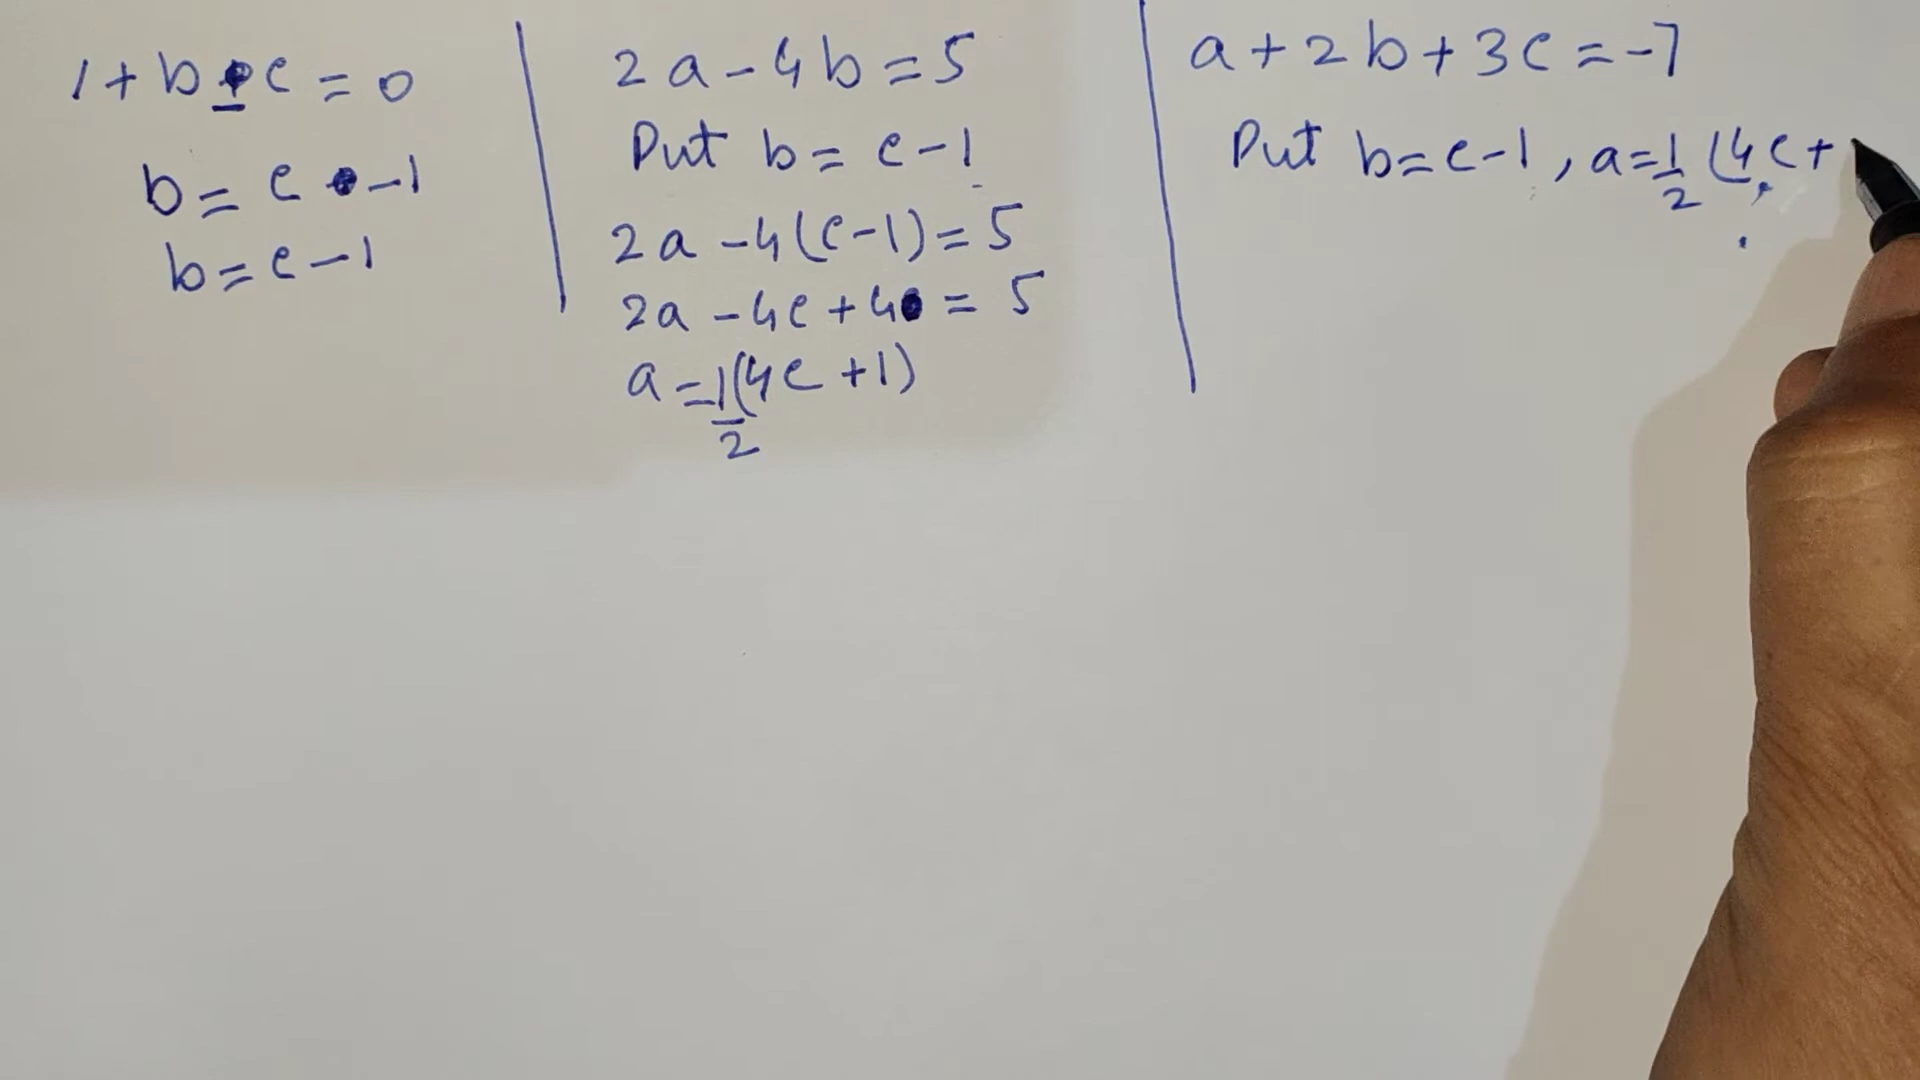 1 + b - c = 0
b = c - 1
b = c - 1
2a - 4b = 5
Put b = c - 1
2a - 4(c - 1) = 5
2a - 4c + 4 = 5
a = 1/2 (4c + 1)
a + 2b + 3c = -7
Put b = c - 1, a = 1/2 (4c +